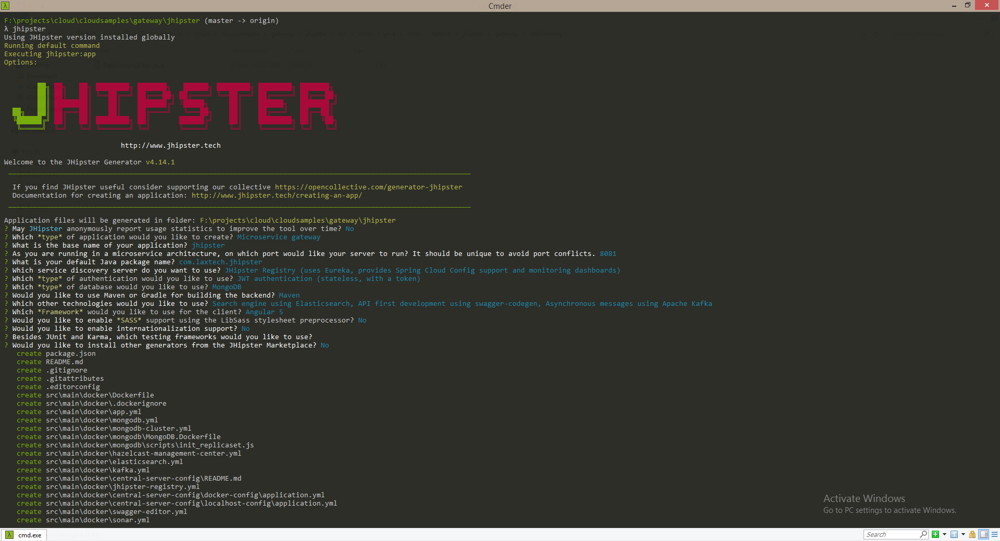 Cmder
F:\projects\cloud\cloudsamples\gateway\jhipster (master -> origin)
λ jhipster
Using JHipster version installed globally
Running default command
Executing jhipster:app
Options:
JHIPSTER
http://www.jhipster.tech
Welcome to the JHipster Generator v4.14.1
If you find JHipster useful consider supporting our collective https://opencollective.com/generator-jhipster
Documentation for creating an application: http://www.jhipster.tech/creating-an-app/
Application files will be generated in folder: F:\projects\cloud\cloudsamples\gateway\jhipster
? May JHipster anonymously report usage statistics to improve the tool over time? No
? Which *type* of application would you like to create? Microservice gateway
? What is the base name of your application? jhipster
? As you are running in a microservice architecture, on which port would like your server to run? It should be unique to avoid port conflicts. 8081
? What is your default Java package name? com.laxtech.jhipster
? Which service discovery server do you want to use? JHipster Registry (uses Eureka, provides Spring Cloud Config support and monitoring dashboards)
? Which *type* of authentication would you like to use? JWT authentication (stateless, with a token)
? Which *type* of database would you like to use? MongoDB
? Would you like to use Maven or Gradle for building the backend? Maven
? Which other technologies would you like to use? Search engine using Elasticsearch, API first development using swagger-codegen, Asynchronous messages using Apache Kafka
? Which *Framework* would you like to use for the client? Angular 5
? Would you like to enable *SASS* support using the LibSass stylesheet preprocessor? No
? Would you like to enable internationalization support? No
? Besides JUnit and Karma, which testing frameworks would you like to use?
? Would you like to install other generators from the JHipster Marketplace? No
create package.json
create README.md
create .gitignore
create .gitattributes
create .editorconfig
create src\main\docker\Dockerfile
create src\main\docker\.dockerignore
create src\main\docker\app.yml
create src\main\docker\mongodb.yml
create src\main\docker\mongodb-cluster.yml
create src\main\docker\mongodb\MongoDB.Dockerfile
create src\main\docker\mongodb\scripts\init_replicaset.js
create src\main\docker\hazelcast-management-center.yml
create src\main\docker\elasticsearch.yml
create src\main\docker\kafka.yml
create src\main\docker\central-server-config\README.md
create src\main\docker\jhipster-registry.yml
create src\main\docker\central-server-config\docker-config\application.yml
create src\main\docker\central-server-config\localhost-config\application.yml
create src\main\docker\swagger-editor.yml
create src\main\docker\sonar.yml
Activate Windows
Go to PC settings to activate Windows.
λ cmd.exe
Search